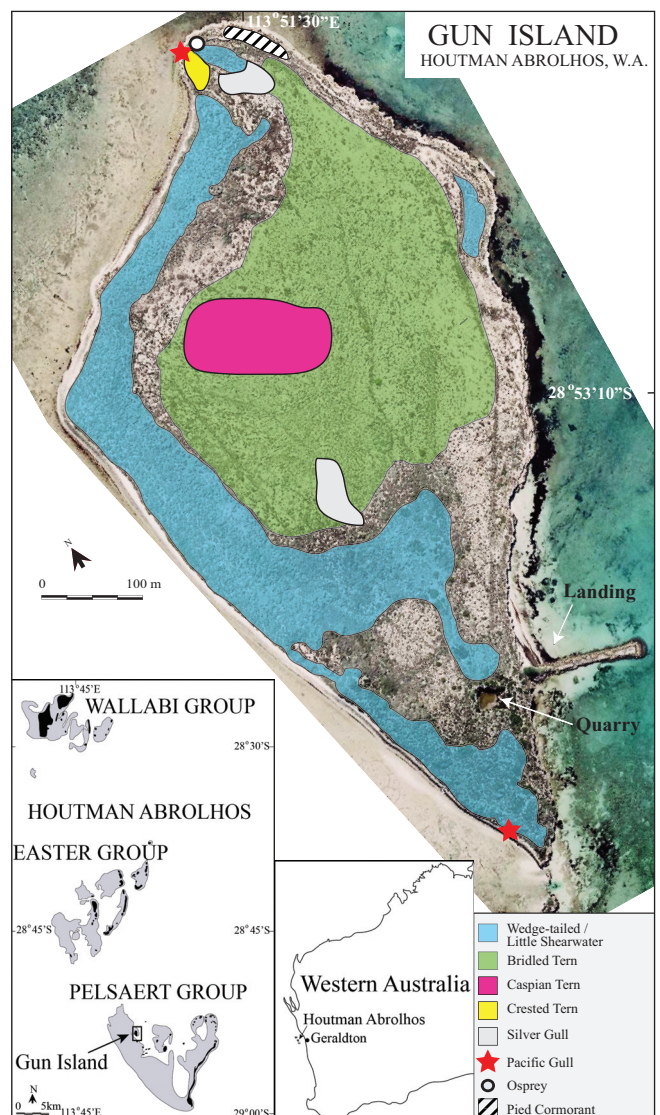 113°51'30"E
GUN ISLAND
HOUTMAN ABROLHOS, W.A.
28°53'10"S
N
0 100 m
Landing
Quarry
113°45'E
WALLABI GROUP
28°30'S
HOUTMAN ABROLHOS
EASTER GROUP
28°45'S
PELSAERT GROUP
Gun Island
N
0 5km
113°45'E
29°00'S
Western Australia
Houtman Abrolhos
Geraldton
Wedge-tailed /
Little Shearwater
Bridled Tern
Caspian Tern
Crested Tern
Silver Gull
Pacific Gull
Osprey
Pied Cormorant